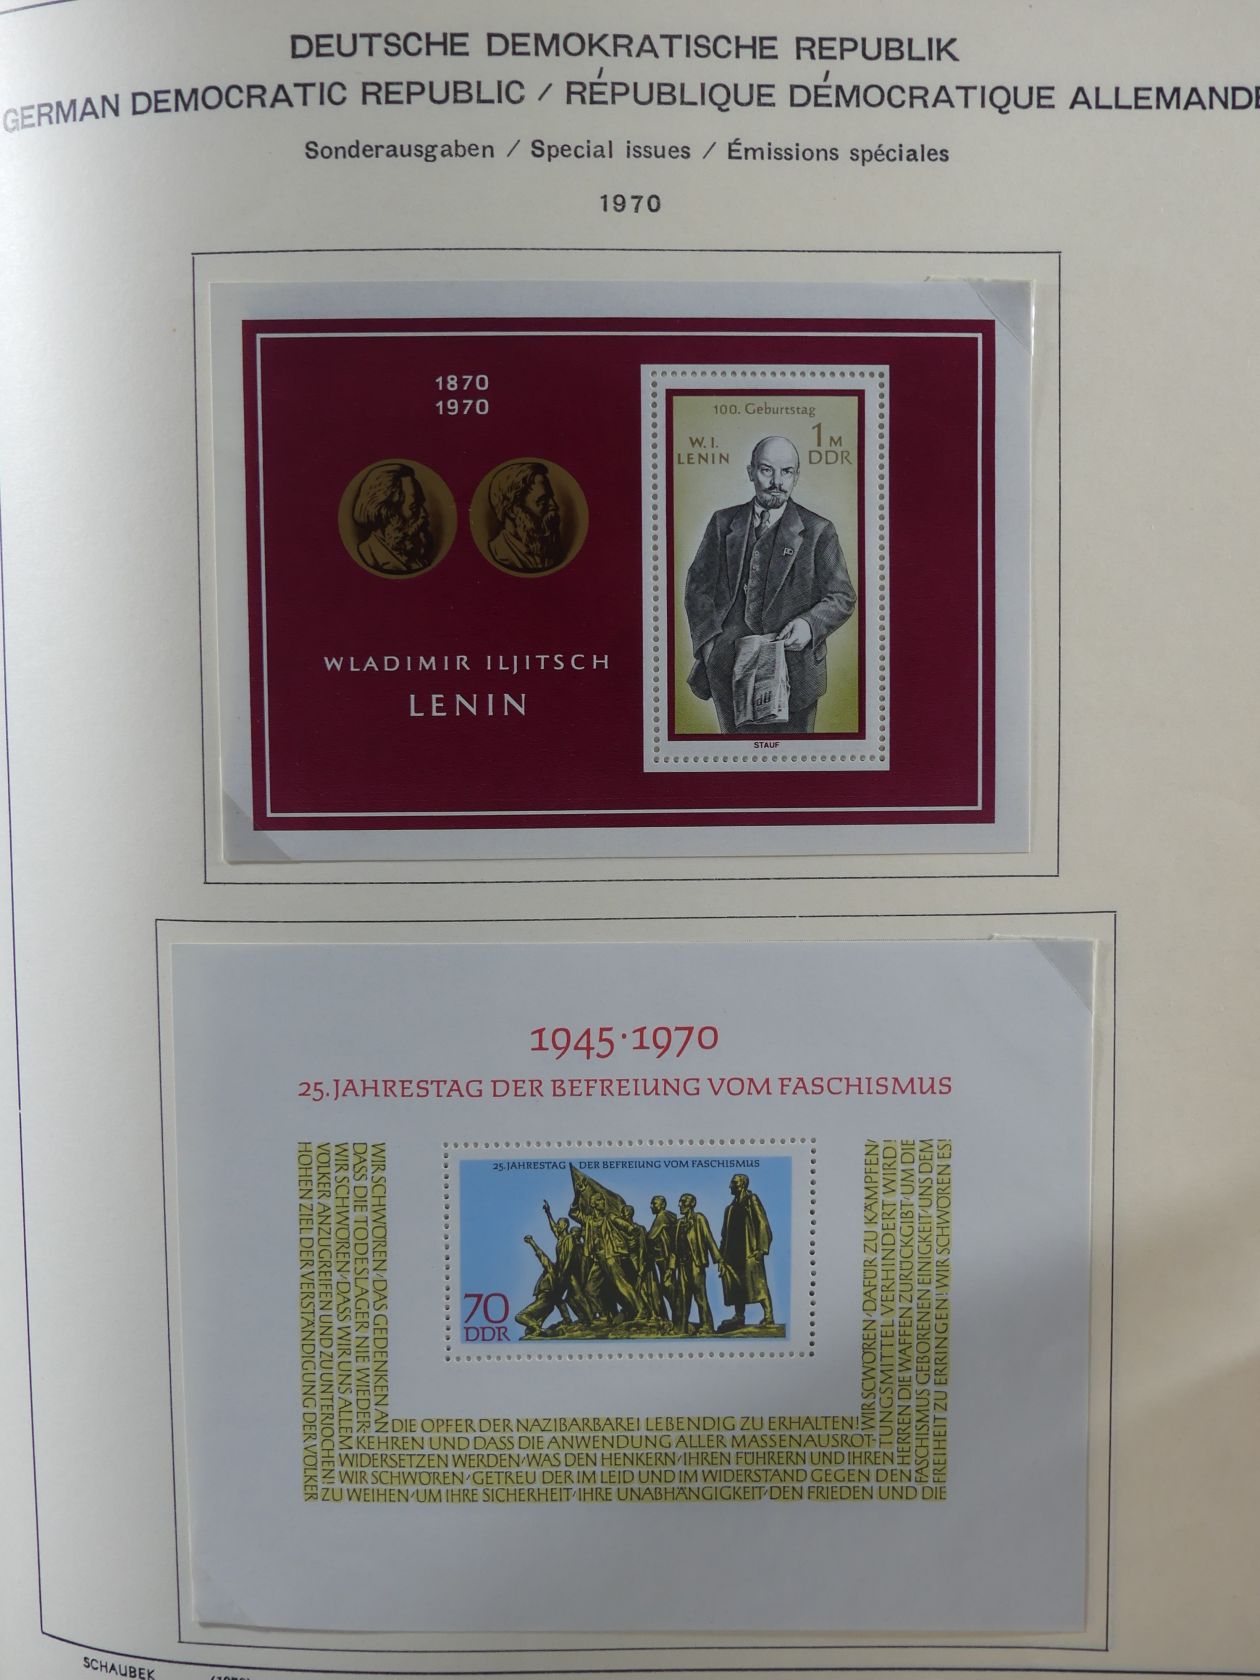 DEUTSCHE DEMOKRATISCHE REPUBLIK
GERMAN DEMOCRATIC REPUBLIC / RÉPUBLIQUE DÉMOCRATIQUE ALLEMANDE
Sonderausgaben / Special issues / Émissions spéciales
1970
1870
1970
WLADIMIR ILJITSCH
LENIN
100. Geburtstag
W. I.
LENIN
1 M
DDR
STAUF
1945·1970
25. JAHRESTAG DER BEFREIUNG VOM FASCHISMUS
25. JAHRESTAG DER BEFREIUNG VOM FASCHISMUS
70
DDR
WIR SCHWÖREN, DAS GEDENKEN AN DIE OPFER DER NAZIBARBAREI LEBENDIG ZU ERHALTEN! WIR SCWÖREN, DAFÜR ZU KÄMPFEN,
DASS DIE TODESLAGER NIE WIEDER-KEHREN UND DASS DIE ANWENDUNG ALLER MASSENAUSROT-TUNGSMITTEL VERHINDERT WIRD!
WIR SCHWÖREN, DASS WIR UNS ALLEM WIDERSETZEN WERDEN, WAS DEN HENKERN, IHREN FÜHRERN UND IHREN HERREN DIE WAFFEN ZURÜCKGIBT, UM DIE
VÖLKER ANZUGREIFEN UND ZU UNTERJOCHEN! WIR SCHWÖREN, GETREU DER IM LEID UND IM WIDERSTAND GEGEN DEN FASCHISMUS GEBORENEN EINIGKEIT, UNS DEM
HOHEN ZIEL DER VERSTÄNDIGUNG DER VÖLKER ZU WEIHEN, UM IHRE SICHERHEIT, IHRE UNABHÄNGIGKEIT, DEN FRIEDEN UND DIE FREIHEIT ZU ERRINGEN! WIR SCHWÖREN ES!
SCHAUBEK